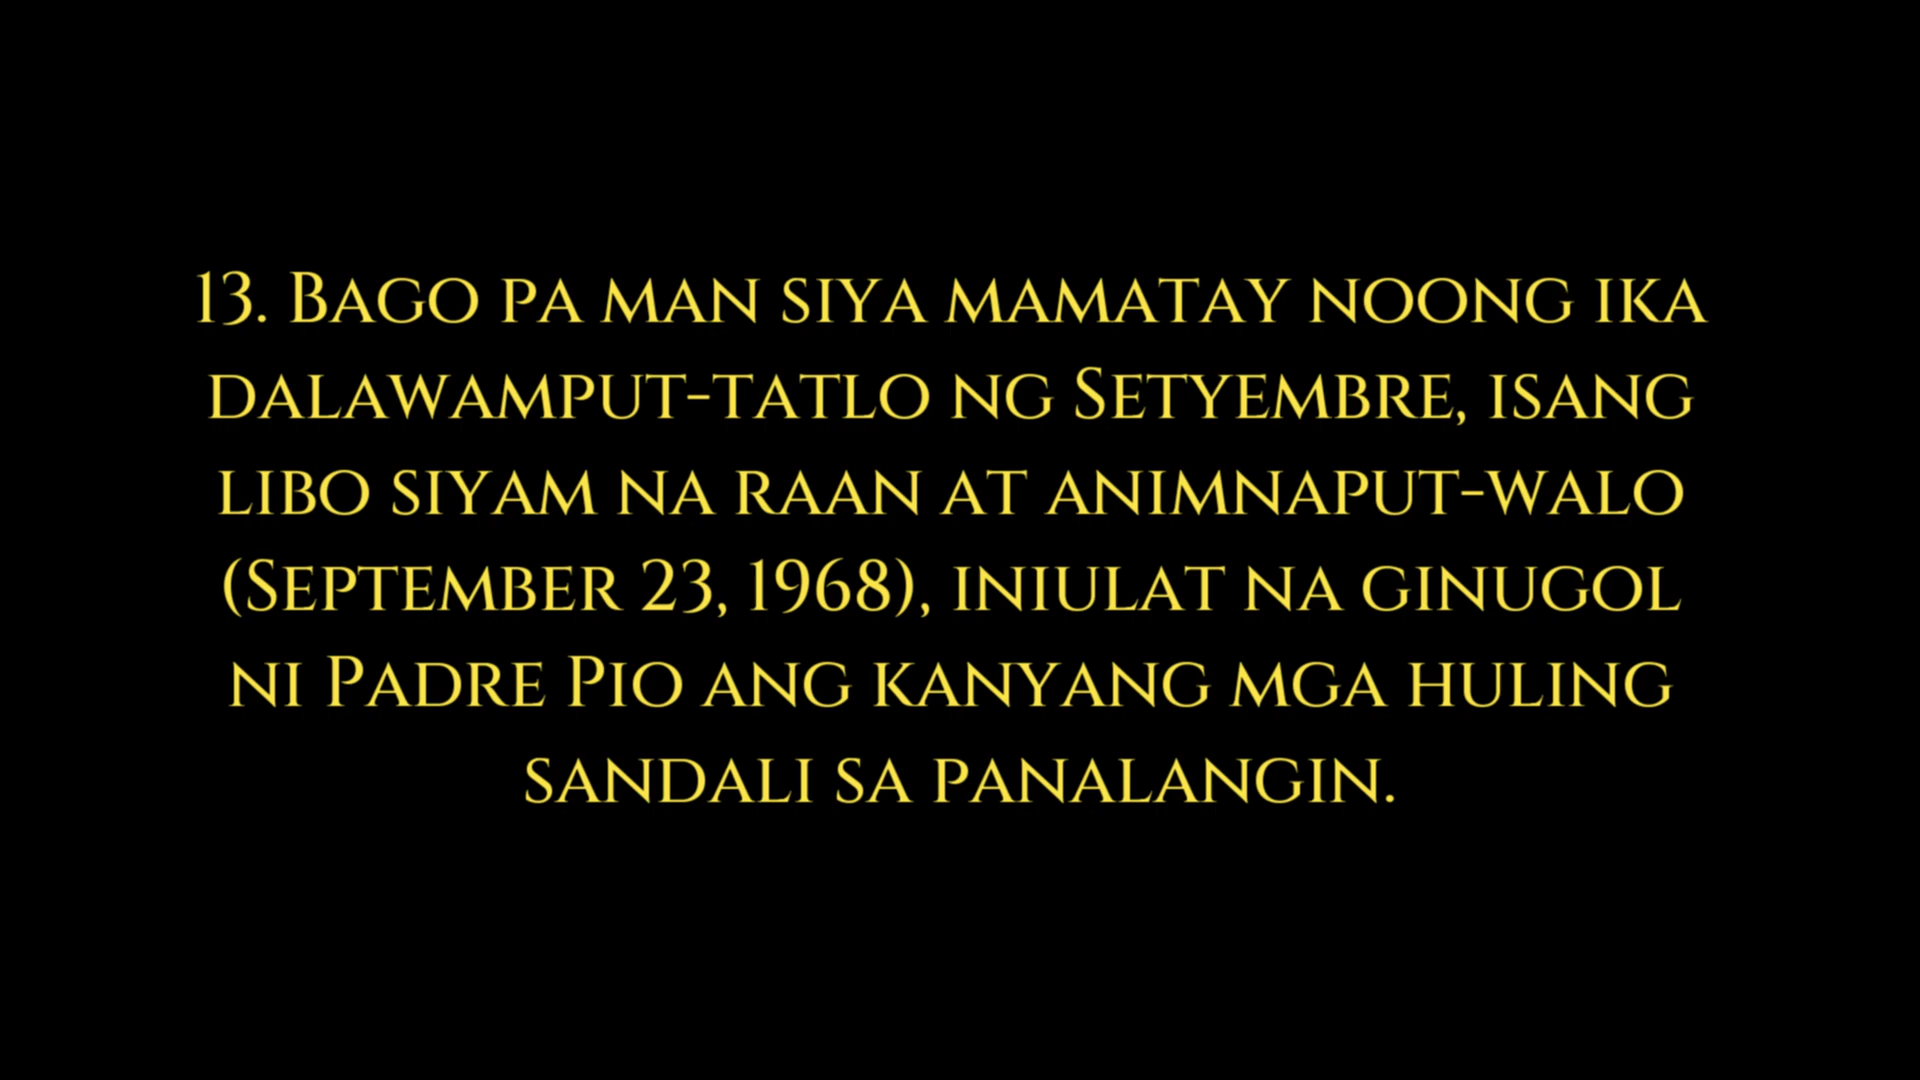 13. Bago pa man siya mamatay noong ika
dalawamput-tatlo ng Setyembre, isang
libo siyam na raan at animnaput-walo
(September 23, 1968), iniulat na ginugol
ni Padre Pio ang kanyang mga huling
sandali sa panalangin.